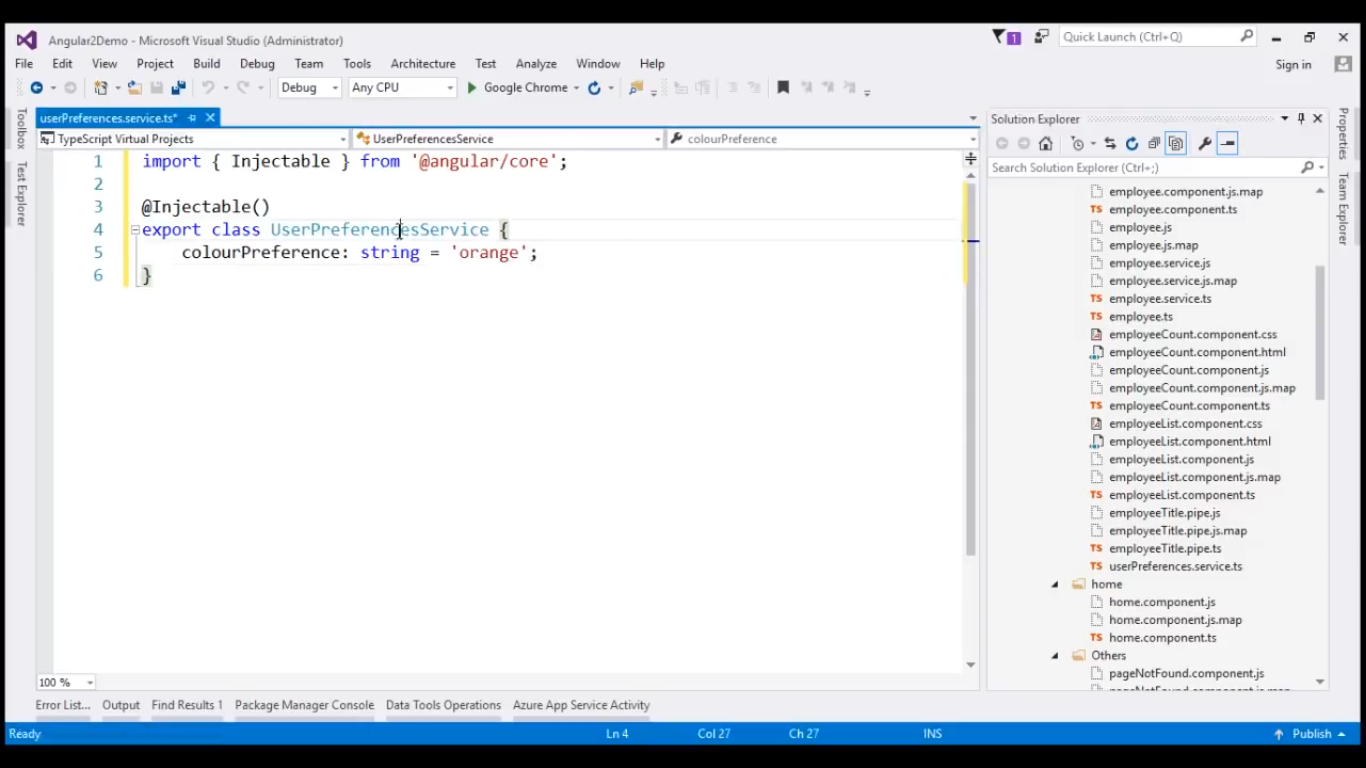 Angular2Demo - Microsoft Visual Studio (Administrator)
1
Quick Launch (Ctrl+Q)
File Edit View Project Build Debug Team Tools Architecture Test Analyze Window Help
Sign in
Debug Any CPU Google Chrome
userPreferences.service.ts*
TypeScript Virtual Projects UserPreferencesService colourPreference
1 import { Injectable } from '@angular/core';
2
3 @Injectable()
4 export class UserPreferencesService {
5 colourPreference: string = 'orange';
6 }
Toolbox
Test Explorer
100 %
Solution Explorer
Search Solution Explorer (Ctrl+;)
employee.component.js.map
employee.component.ts
employee.js
employee.js.map
employee.service.js
employee.service.js.map
TS employee.service.ts
TS employee.ts
employeeCount.component.css
employeeCount.component.html
employeeCount.component.js
employeeCount.component.js.map
TS employeeCount.component.ts
employeeList.component.css
employeeList.component.html
employeeList.component.js
employeeList.component.js.map
TS employeeList.component.ts
employeeTitle.pipe.js
employeeTitle.pipe.js.map
TS employeeTitle.pipe.ts
TS userPreferences.service.ts
home
home.component.js
home.component.js.map
TS home.component.ts
Others
pageNotFound.component.js
Properties
Team Explorer
Error List... Output Find Results 1 Package Manager Console Data Tools Operations Azure App Service Activity
Ready Ln 4 Col 27 Ch 27 INS Publish